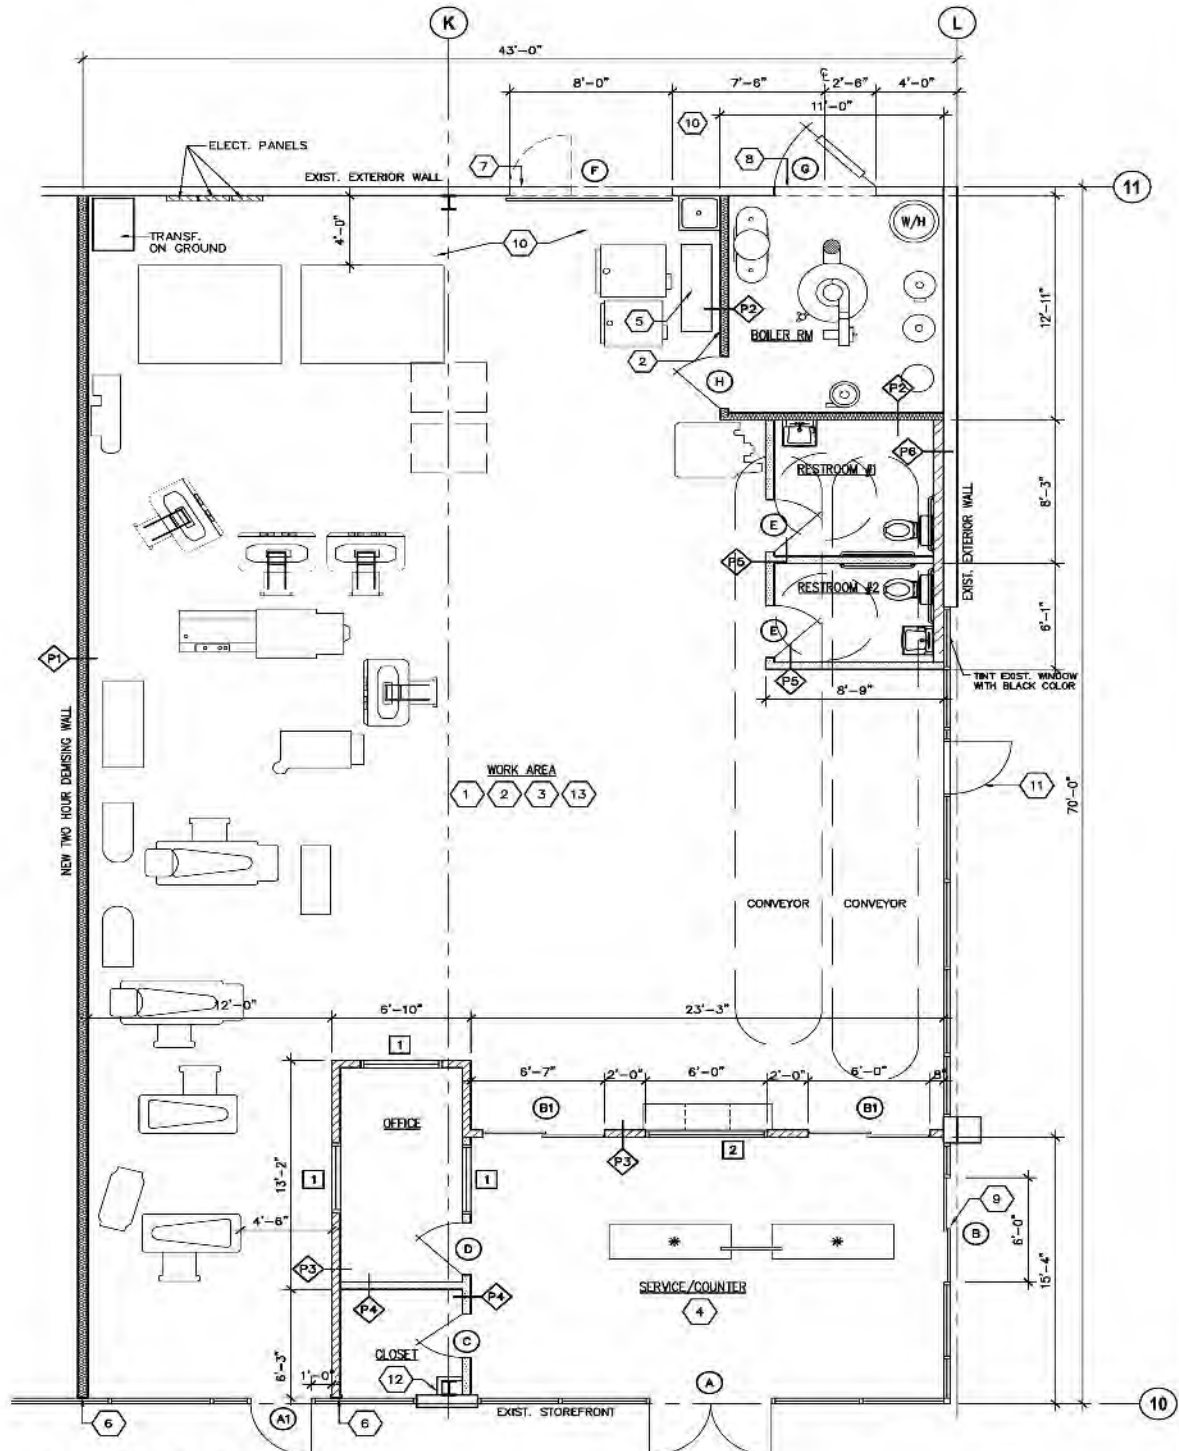 K
L
43'-0"
8'-0"
7'-6"
2'-6"
4'-0"
11'-0"
10
ELECT. PANELS
EXIST. EXTERIOR WALL
7
F
8
G
11
TRANSF.
ON GROUND
4'-0"
10
W/H
5
P2
BOILER RM
12'-11"
2
H
P2
P6
RESTROOM #1
8'-3"
E
P5
EXIST. EXTERIOR WALL
RESTROOM #2
E
6'-1"
P1
P5
8'-9"
TINT EXIST. WINDOW
WITH BLACK COLOR
NEW TWO HOUR DEMISING WALL
WORK AREA
1
2
3
13
11
70'-0"
CONVEYOR
CONVEYOR
12'-0"
6'-10"
23'-3"
1
6'-7"
2'-0"
6'-0"
2'-0"
6'-0"
8"
B1
B1
OFFICE
P3
2
13'-2"
1
1
9
B
6'-0"
15'-4"
4'-6"
D
P3
P4
P4
SERVICE/COUNTER
4
C
CLOSET
6'-3"
1'-0"
12
A
6
A1
6
EXIST. STOREFRONT
10